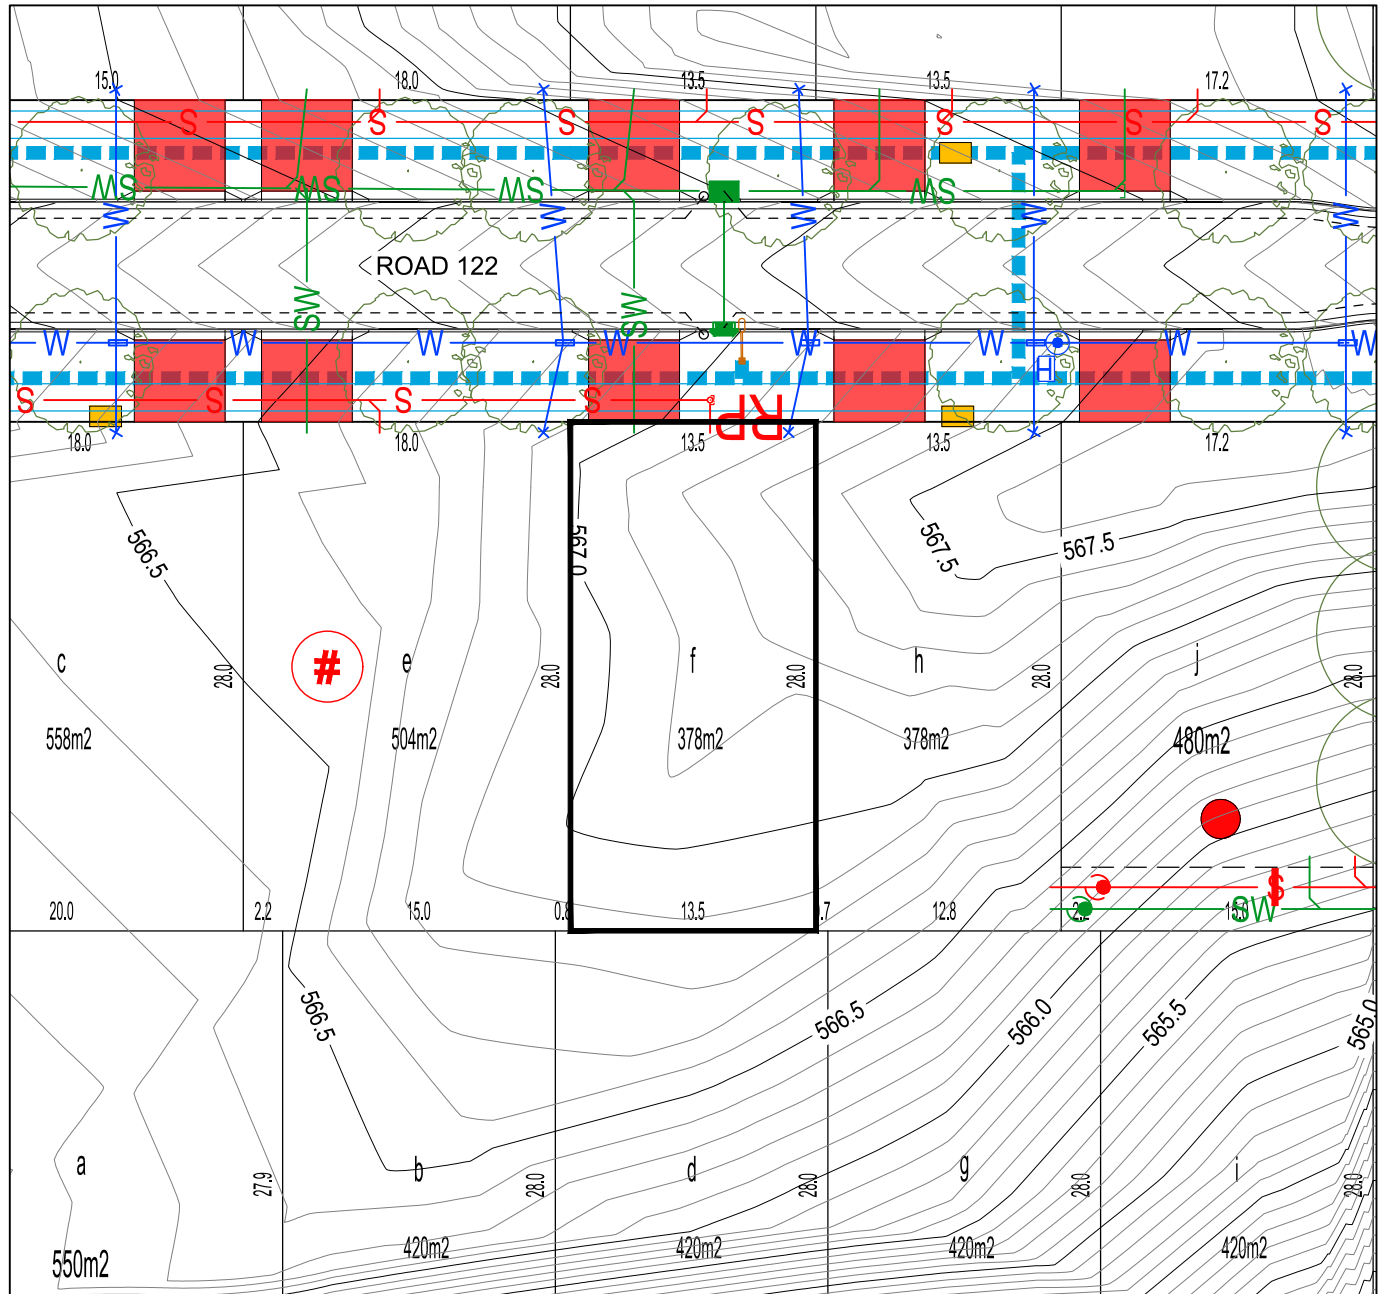 15.0 18.0 13.5 13.5 17.2
S S S S S S S
SW SW SW SW
W W W W W
ROAD 122
SW SW
W W W W W W W
H
S S S S
RP
18.0 18.0 13.5 13.5 17.2
566.5 567.0 567.5 567.5
c 28.0 # e 28.0 f 28.0 h 28.0 j 28.0
558m2 504m2 378m2 378m2 480m2
S
20.0 2.2 15.0 0.8 13.5 12.8 2.2 15.0 SW
566.5 566.5 566.0 565.5 565.0
a 27.9 b 28.0 d 28.0 g 28.0 i 28.0
550m2 420m2 420m2 420m2 420m2